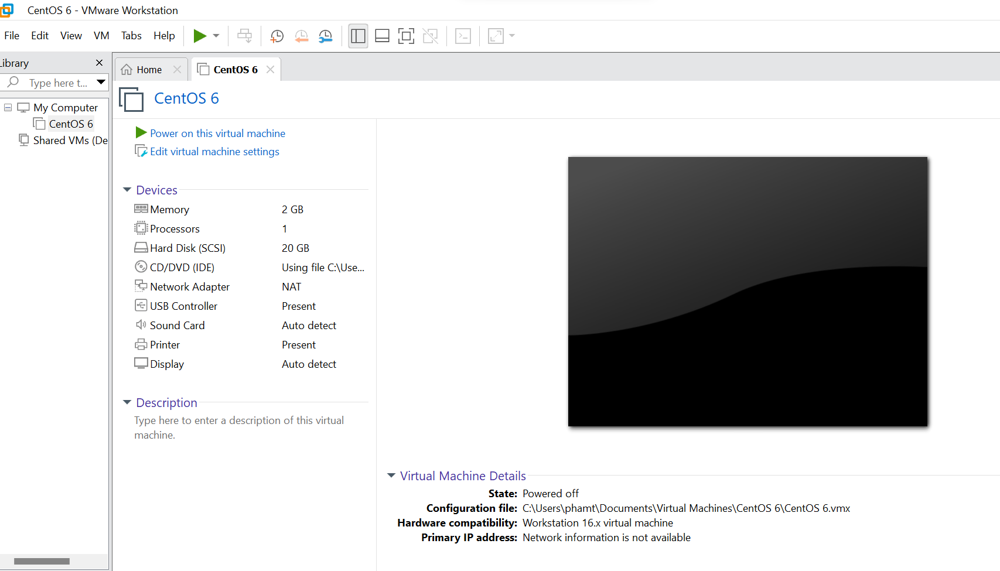 CentOS 6 - VMware Workstation
File Edit View VM Tabs Help
Library
Type here t...
My Computer
CentOS 6
Shared VMs (De
Home
CentOS 6
CentOS 6
Power on this virtual machine
Edit virtual machine settings
Devices
Memory 2 GB
Processors 1
Hard Disk (SCSI) 20 GB
CD/DVD (IDE) Using file C:\Use...
Network Adapter NAT
USB Controller Present
Sound Card Auto detect
Printer Present
Display Auto detect
Description
Type here to enter a description of this virtual
machine.
Virtual Machine Details
State: Powered off
Configuration file: C:\Users\phamt\Documents\Virtual Machines\CentOS 6\CentOS 6.vmx
Hardware compatibility: Workstation 16.x virtual machine
Primary IP address: Network information is not available